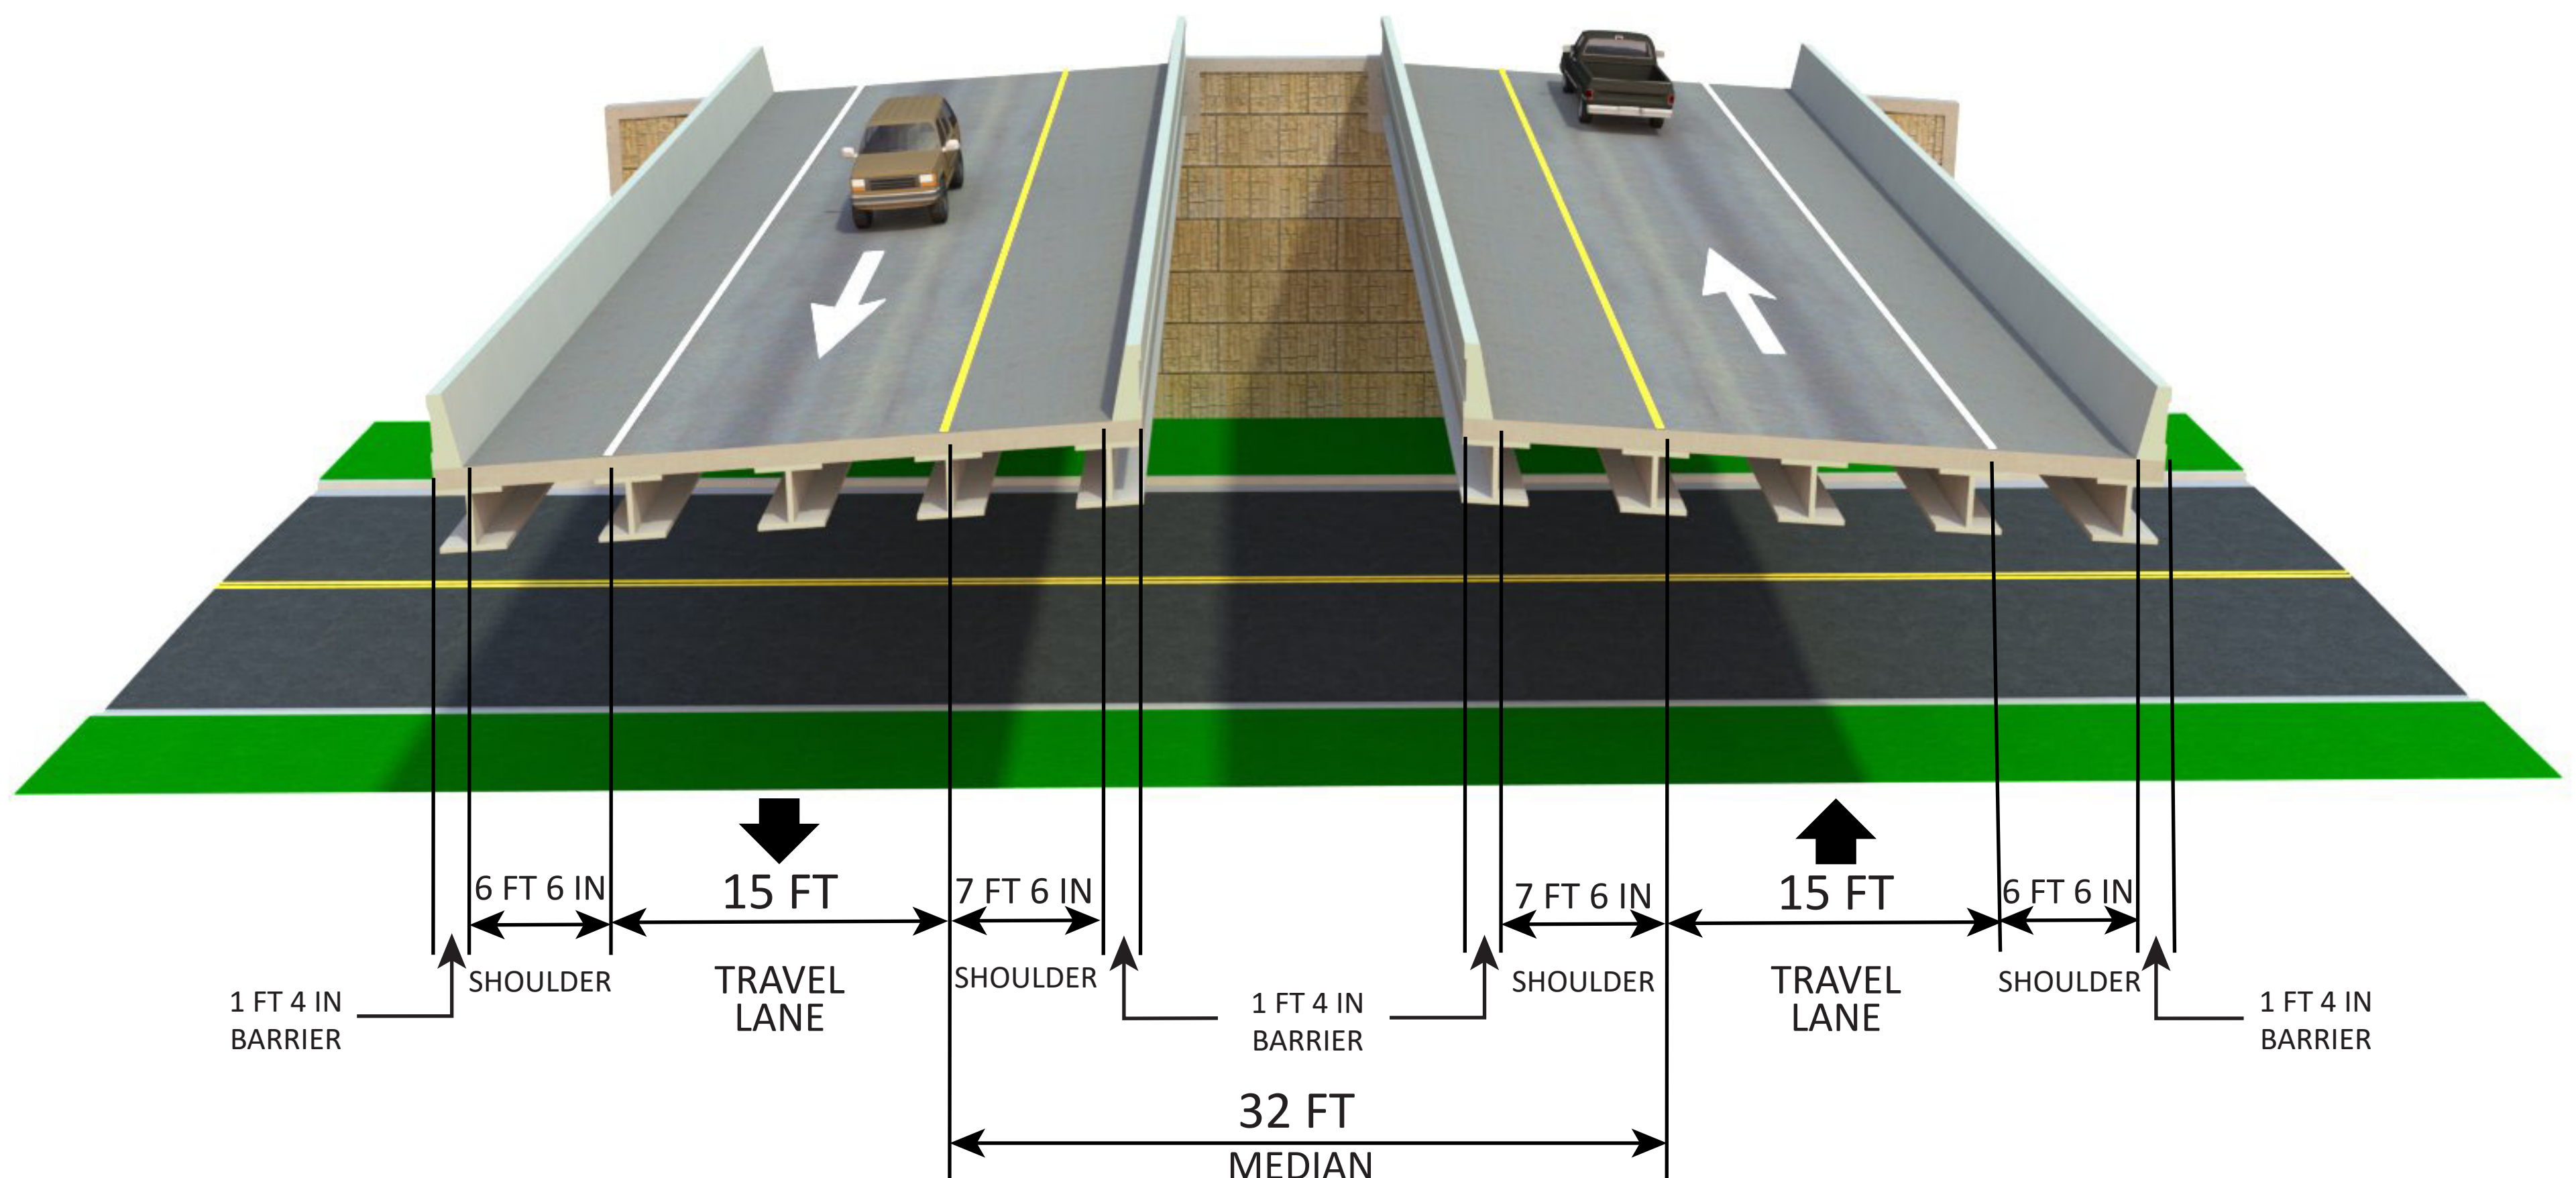 6 FT 6 IN
15 FT
7 FT 6 IN
7 FT 6 IN
15 FT
6 FT 6 IN
SHOULDER
TRAVEL
LANE
SHOULDER
SHOULDER
TRAVEL
LANE
SHOULDER
1 FT 4 IN
BARRIER
1 FT 4 IN
BARRIER
1 FT 4 IN
BARRIER
32 FT
MEDIAN